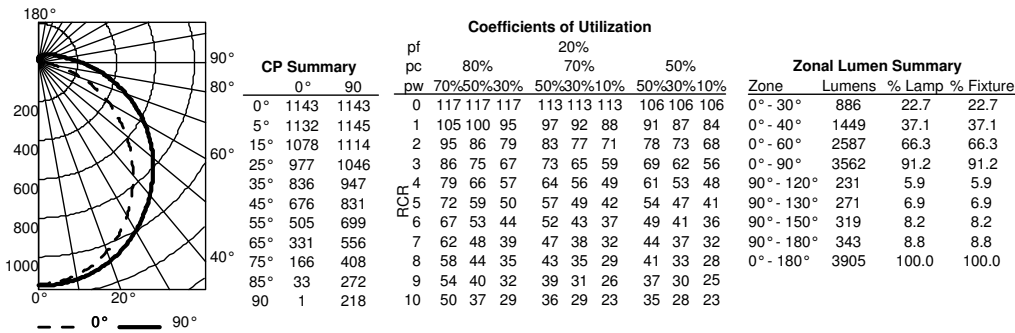 180°
90°
80°
60°
40°
20°
0°
200
400
600
800
1000
0° 90°
CP Summary
0° 90
0° 1143 1143
5° 1132 1145
15° 1078 1114
25° 977 1046
35° 836 947
45° 676 831
55° 505 699
65° 331 556
75° 166 408
85° 33 272
90 1 218
Coefficients of Utilization
pf 20%
pc 80% 70% 50%
pw 70%50%30% 50%30%10% 50%30%10%
RCR
0 117 117 117 113 113 113 106 106 106
1 105 100 95 97 92 88 91 87 84
2 95 86 79 83 77 71 78 73 68
3 86 75 67 73 65 59 69 62 56
4 79 66 57 64 56 49 61 53 48
5 72 59 50 57 49 42 54 47 41
6 67 53 44 52 43 37 49 41 36
7 62 48 39 47 38 32 44 37 32
8 58 44 35 43 35 29 41 33 28
9 54 40 32 39 31 26 37 30 25
10 50 37 29 36 29 23 35 28 23
Zonal Lumen Summary
Zone Lumens % Lamp % Fixture
0° - 30° 886 22.7 22.7
0° - 40° 1449 37.1 37.1
0° - 60° 2587 66.3 66.3
0° - 90° 3562 91.2 91.2
90° - 120° 231 5.9 5.9
90° - 130° 271 6.9 6.9
90° - 150° 319 8.2 8.2
90° - 180° 343 8.8 8.8
0° - 180° 3905 100.0 100.0